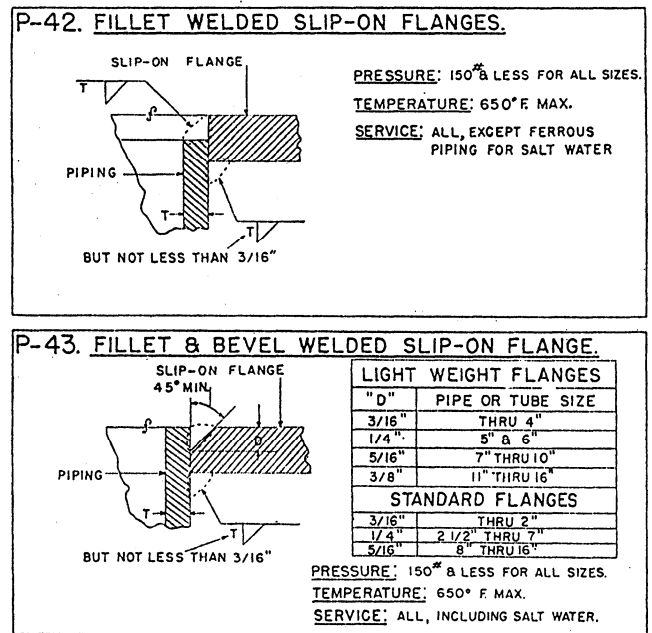 P-42. FILLET WELDED SLIP-ON FLANGES.
SLIP-ON FLANGE
T
PIPING
T
T
BUT NOT LESS THAN 3/16"
PRESSURE: 150# & LESS FOR ALL SIZES.
TEMPERATURE: 650° F. MAX.
SERVICE: ALL, EXCEPT FERROUS
PIPING FOR SALT WATER
P-43. FILLET & BEVEL WELDED SLIP-ON FLANGE.
SLIP-ON FLANGE
45° MIN.
D
PIPING
T
T
BUT NOT LESS THAN 3/16"
LIGHT WEIGHT FLANGES
"D" PIPE OR TUBE SIZE
3/16" THRU 4"
1/4" 5" & 6"
5/16" 7" THRU 10"
3/8" 11" THRU 16"
STANDARD FLANGES
3/16" THRU 2"
1/4" 2 1/2" THRU 7"
5/16" 8" THRU 16"
PRESSURE: 150# & LESS FOR ALL SIZES.
TEMPERATURE: 650° F. MAX.
SERVICE: ALL, INCLUDING SALT WATER.